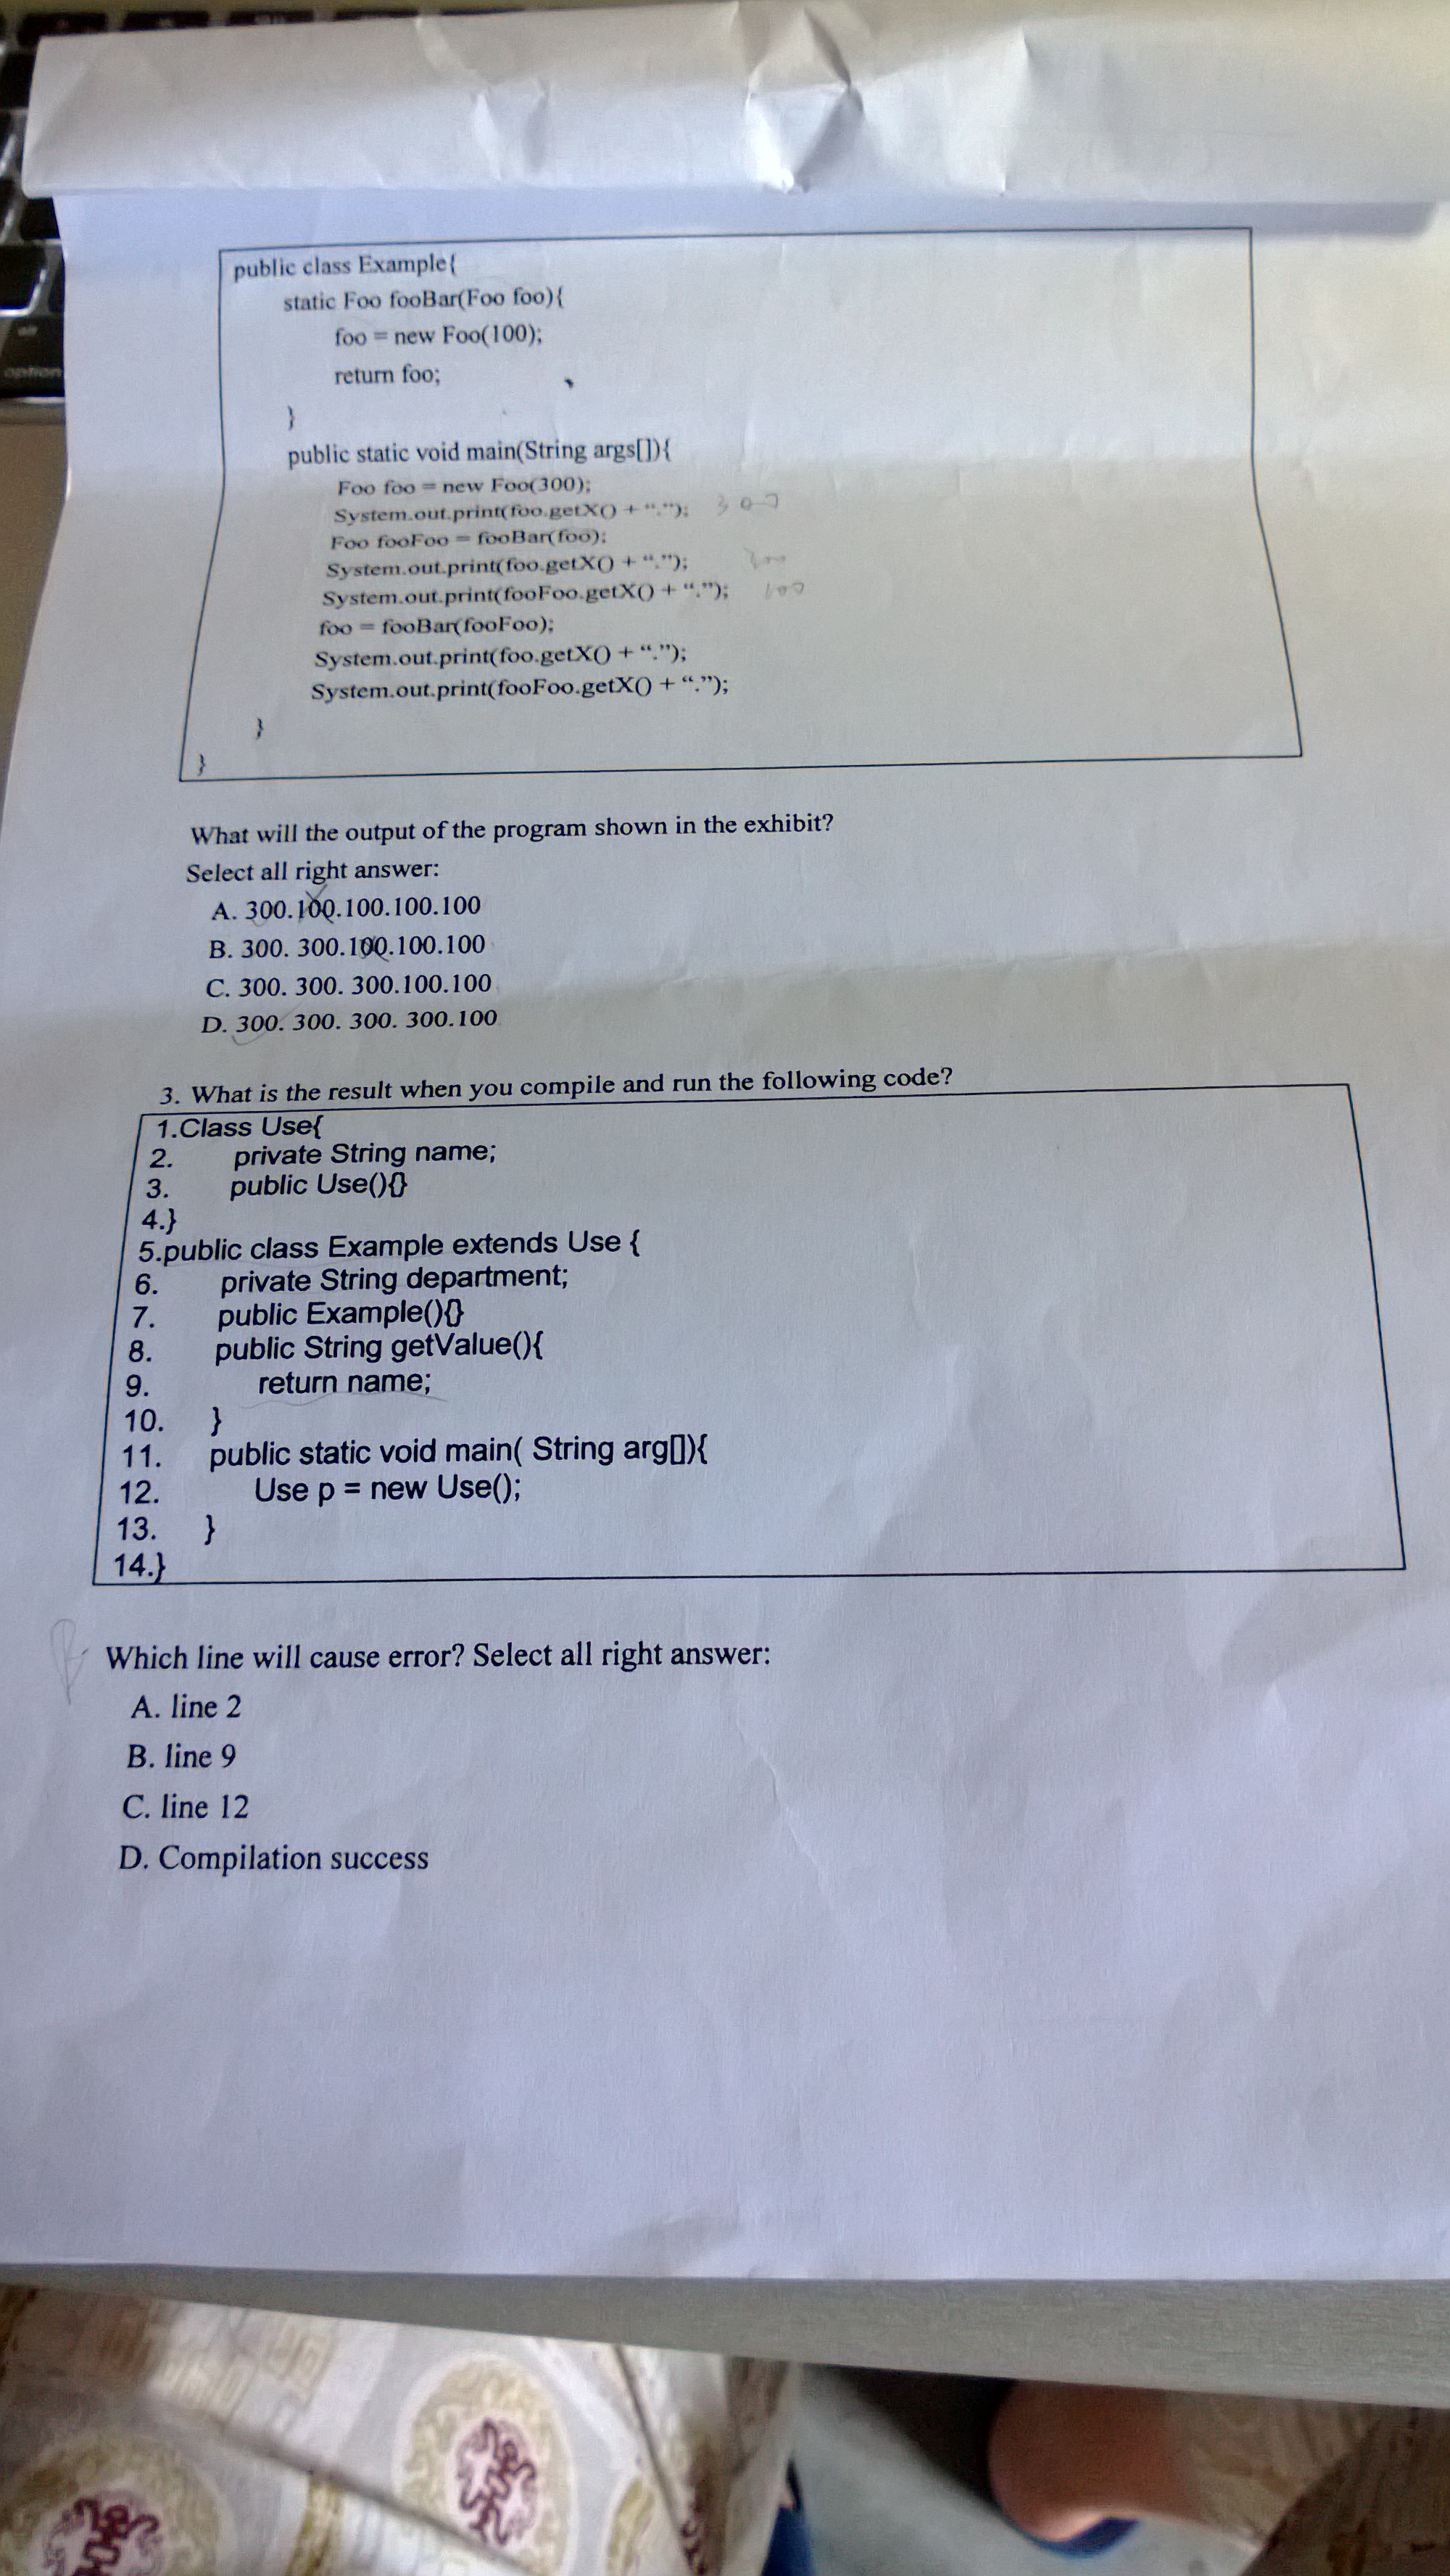 option
public class Example{
static Foo fooBar(Foo foo){
foo = new Foo(100);
return foo;
}
public static void main(String args[]){
Foo foo = new Foo(300);
System.out.print(foo.getX() + “.”); 300
Foo fooFoo = fooBar(foo);
System.out.print(foo.getX() + “.”); 300
System.out.print(fooFoo.getX() + “.”); 100
foo = fooBar(fooFoo);
System.out.print(foo.getX() + “.”);
System.out.print(fooFoo.getX() + “.”);
}
}
What will the output of the program shown in the exhibit?
Select all right answer:
A. 300.100.100.100.100
B. 300. 300.100.100.100
C. 300. 300. 300.100.100
D. 300. 300. 300. 300.100
3. What is the result when you compile and run the following code?
1.Class Use{
2. private String name;
3. public Use(){}
4.}
5.public class Example extends Use {
6. private String department;
7. public Example(){}
8. public String getValue(){
9. return name;
10. }
11. public static void main( String arg[]){
12. Use p = new Use();
13. }
14.}
Which line will cause error? Select all right answer:
A. line 2
B. line 9
C. line 12
D. Compilation success